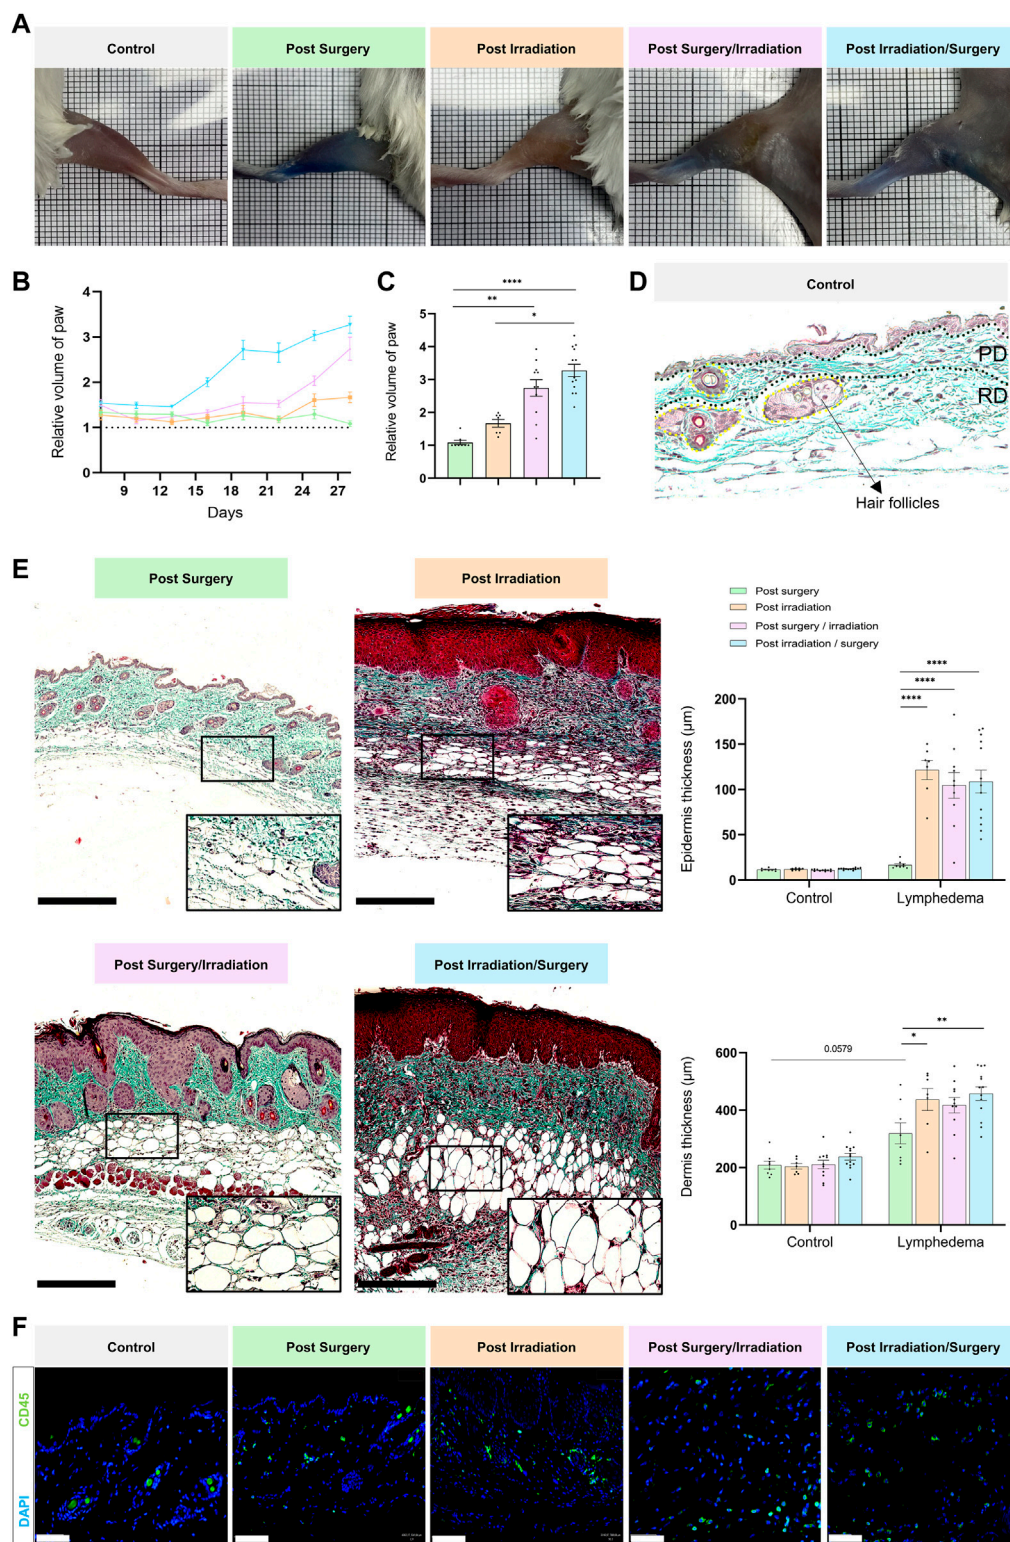 A
Control
Post Surgery
Post Irradiation
Post Surgery/Irradiation
Post Irradiation/Surgery
B
Relative volume of paw
4
3
2
1
0
9
12
15
18
21
24
27
Days
C
Relative volume of paw
5
4
3
2
1
0
****
**
*
D
Control
PD
RD
Hair follicles
E
Post Surgery
Post Irradiation
Post surgery
Post irradiation
Post surgery / irradiation
Post irradiation / surgery
Epidermis thickness (µm)
200
150
100
50
0
****
****
****
Control
Lymphedema
Post Surgery/Irradiation
Post Irradiation/Surgery
Dermis thickness (µm)
600
400
200
0
0.0579
**
*
Control
Lymphedema
F
Control
Post Surgery
Post Irradiation
Post Surgery/Irradiation
Post Irradiation/Surgery
DAPI CD45